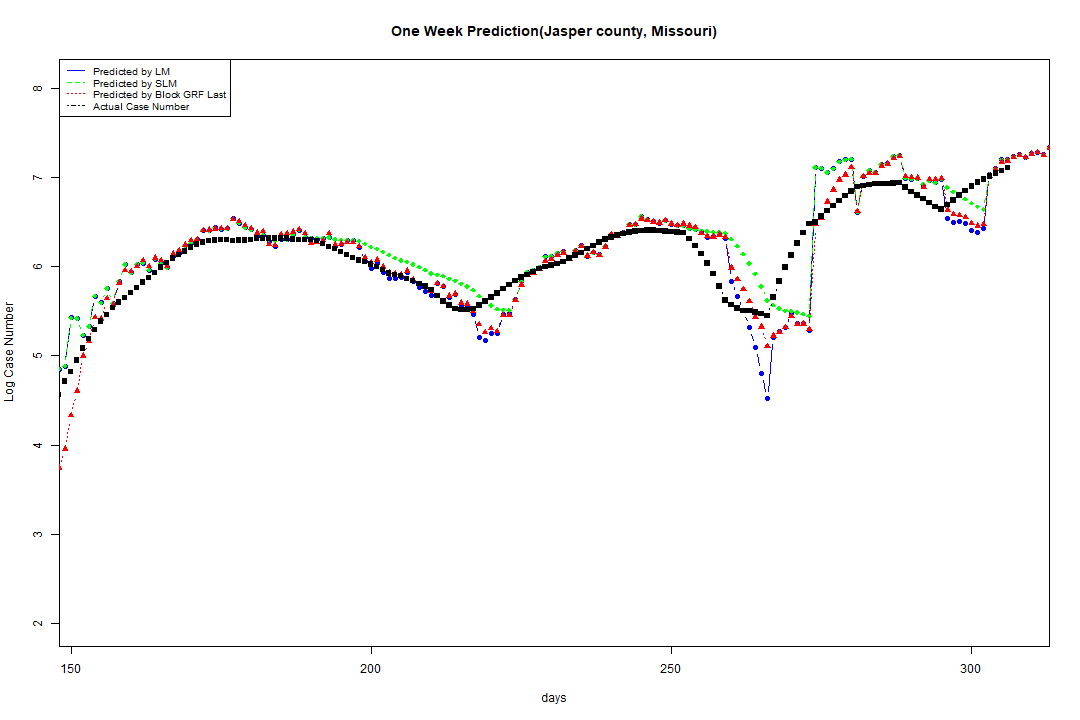 One Week Prediction(Jasper county, Missouri)
Predicted by LM
Predicted by SLM
Predicted by Block GRF Last
Actual Case Number
8
7
6
5
4
3
2
Log Case Number
150 200 250 300
days